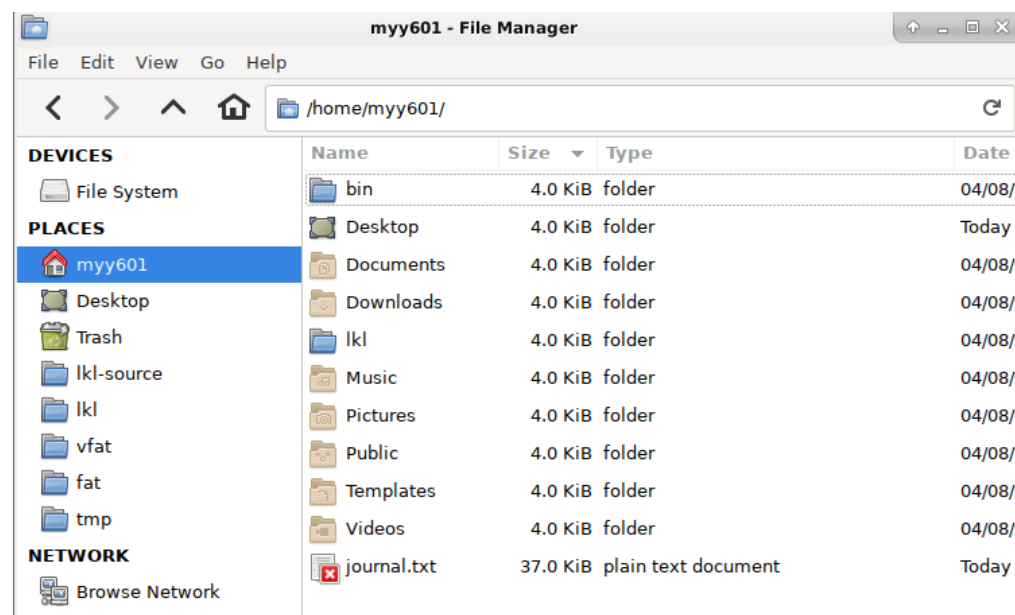 myy601 - File Manager
File Edit View Go Help
/home/myy601/
DEVICES
File System
PLACES
myy601
Desktop
Trash
lkl-source
lkl
vfat
fat
tmp
NETWORK
Browse Network
Name Size Type Date
bin 4.0 KiB folder 04/08/
Desktop 4.0 KiB folder Today
Documents 4.0 KiB folder 04/08/
Downloads 4.0 KiB folder 04/08/
lkl 4.0 KiB folder 04/08/
Music 4.0 KiB folder 04/08/
Pictures 4.0 KiB folder 04/08/
Public 4.0 KiB folder 04/08/
Templates 4.0 KiB folder 04/08/
Videos 4.0 KiB folder 04/08/
journal.txt 37.0 KiB plain text document Today